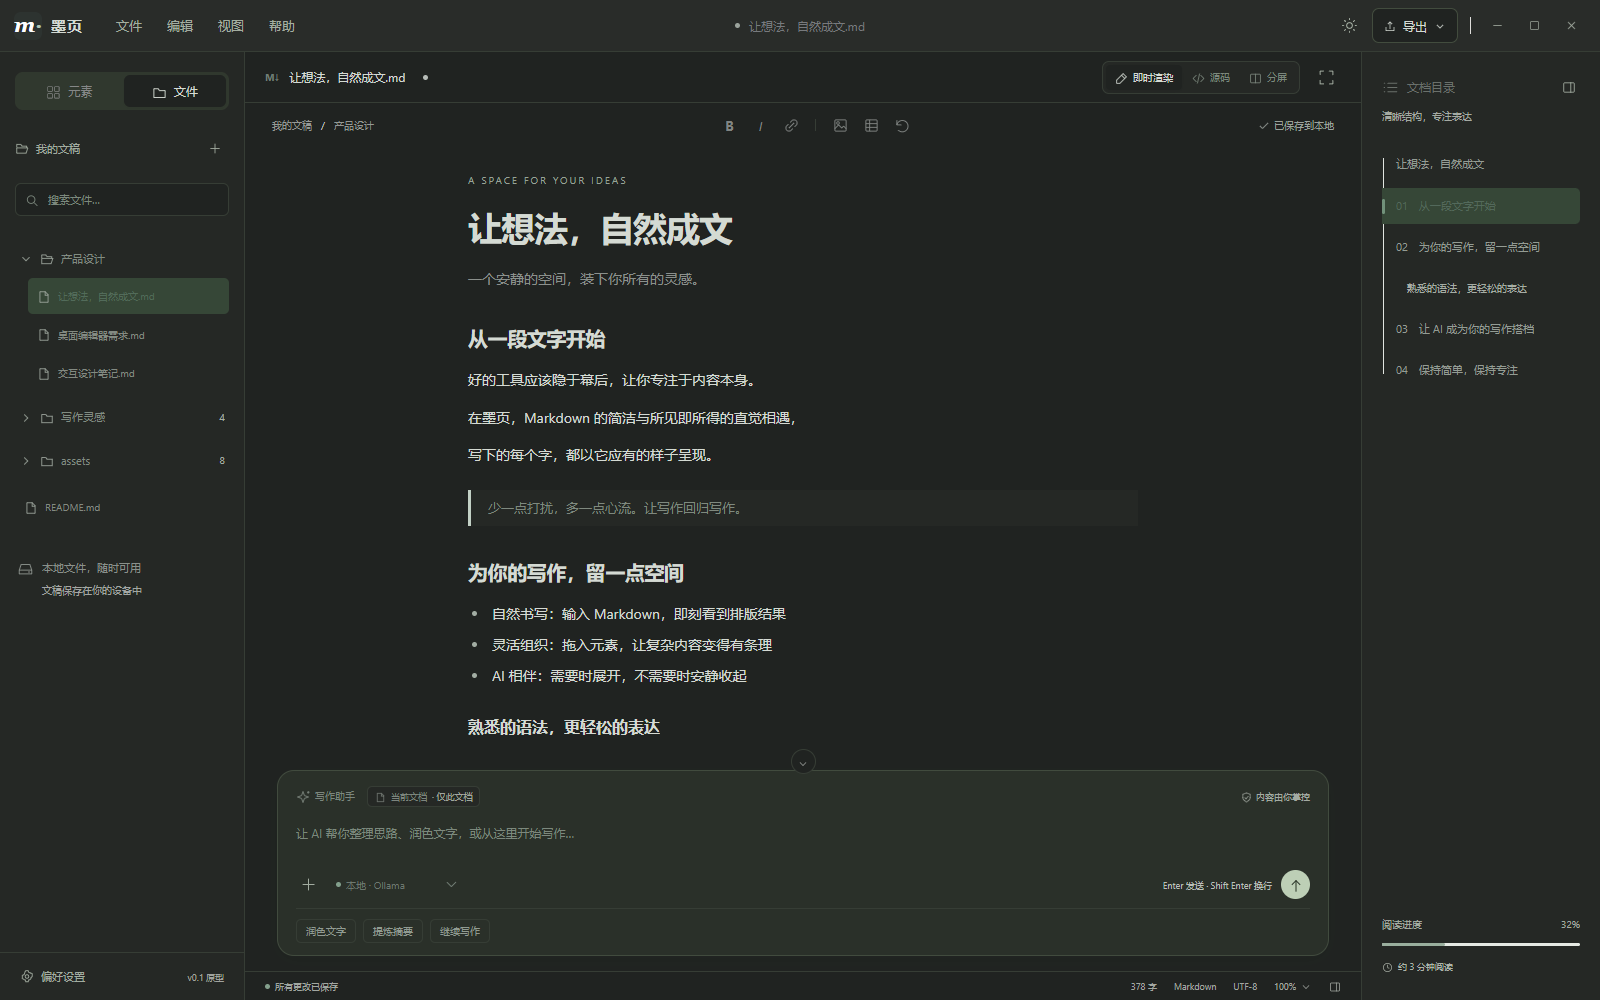 m· 墨页 文件 编辑 视图 帮助
让想法，自然成文.md
导出
元素 文件
我的文稿
搜索文件...
产品设计
让想法，自然成文.md
桌面编辑器需求.md
交互设计笔记.md
写作灵感 4
assets 8
README.md
本地文件，随时可用
文稿保存在你的设备中
偏好设置 v0.1 原型
M↓ 让想法，自然成文.md
即时渲染 源码 分屏
我的文稿 / 产品设计
B I
已保存到本地
A SPACE FOR YOUR IDEAS
让想法，自然成文
一个安静的空间，装下你所有的灵感。
从一段文字开始
好的工具应该隐于幕后，让你专注于内容本身。
在墨页，Markdown 的简洁与所见即所得的直觉相遇，
写下的每个字，都以它应有的样子呈现。
少一点打扰，多一点心流。让写作回归写作。
为你的写作，留一点空间
自然书写：输入 Markdown，即刻看到排版结果
灵活组织：拖入元素，让复杂内容变得有条理
AI 相伴：需要时展开，不需要时安静收起
熟悉的语法，更轻松的表达
写作助手 当前文档 · 仅此文档
内容由你掌控
让 AI 帮你整理思路、润色文字，或从这里开始写作...
本地 · Ollama
Enter 发送 · Shift Enter 换行
润色文字 提炼摘要 继续写作
所有更改已保存
378 字 Markdown UTF-8 100%
文档目录
清晰结构，专注表达
让想法，自然成文
01 从一段文字开始
02 为你的写作，留一点空间
熟悉的语法，更轻松的表达
03 让 AI 成为你的写作搭档
04 保持简单，保持专注
阅读进度 32%
约 3 分钟阅读